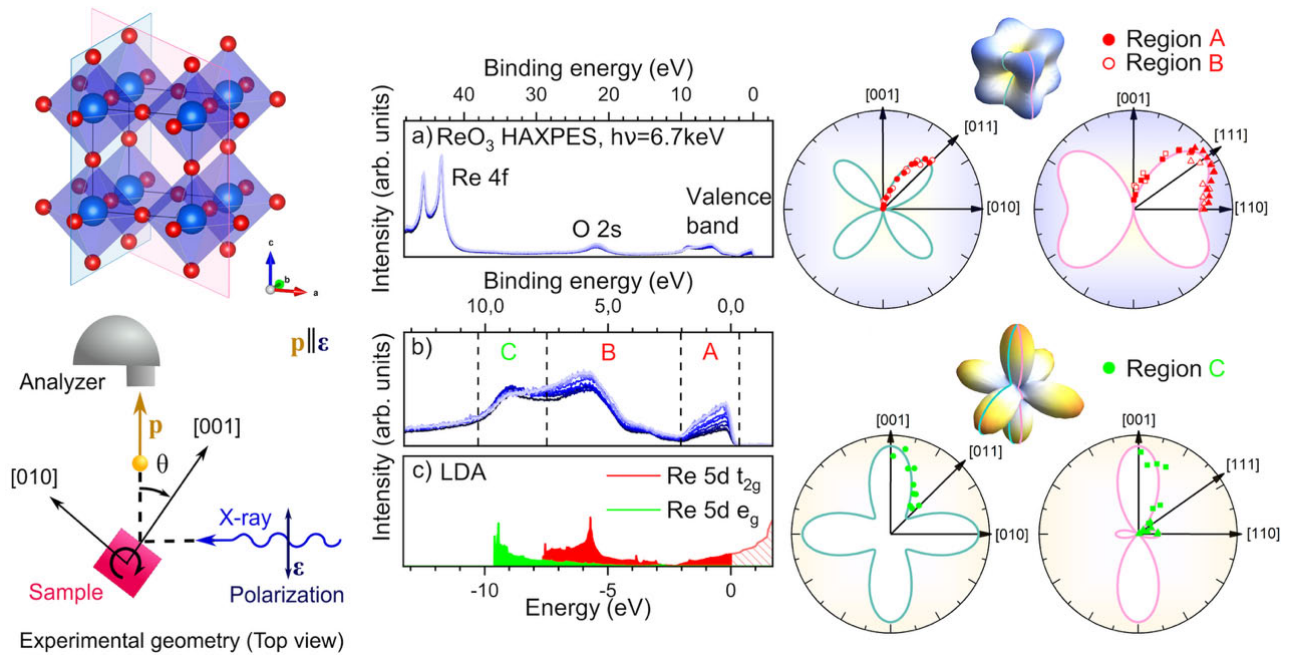 c
b
a
Analyzer
p∥ε
p
θ
[001]
[010]
X-ray
ε
Sample
Polarization
Experimental geometry (Top view)
Binding energy (eV)
40 30 20 10 0
Intensity (arb. units)
a) ReO3 HAXPES, hν=6.7keV
Re 4f
O 2s
Valence
band
Binding energy (eV)
10,0 5,0 0,0
Intensity (arb. units)
b) C B A
c) LDA
Re 5d t2g
Re 5d eg
-10 -5 0
Energy (eV)
Region A
Region B
[001]
[011]
[010]
[001]
[111]
[110]
Region C
[001]
[011]
[010]
[001]
[111]
[110]